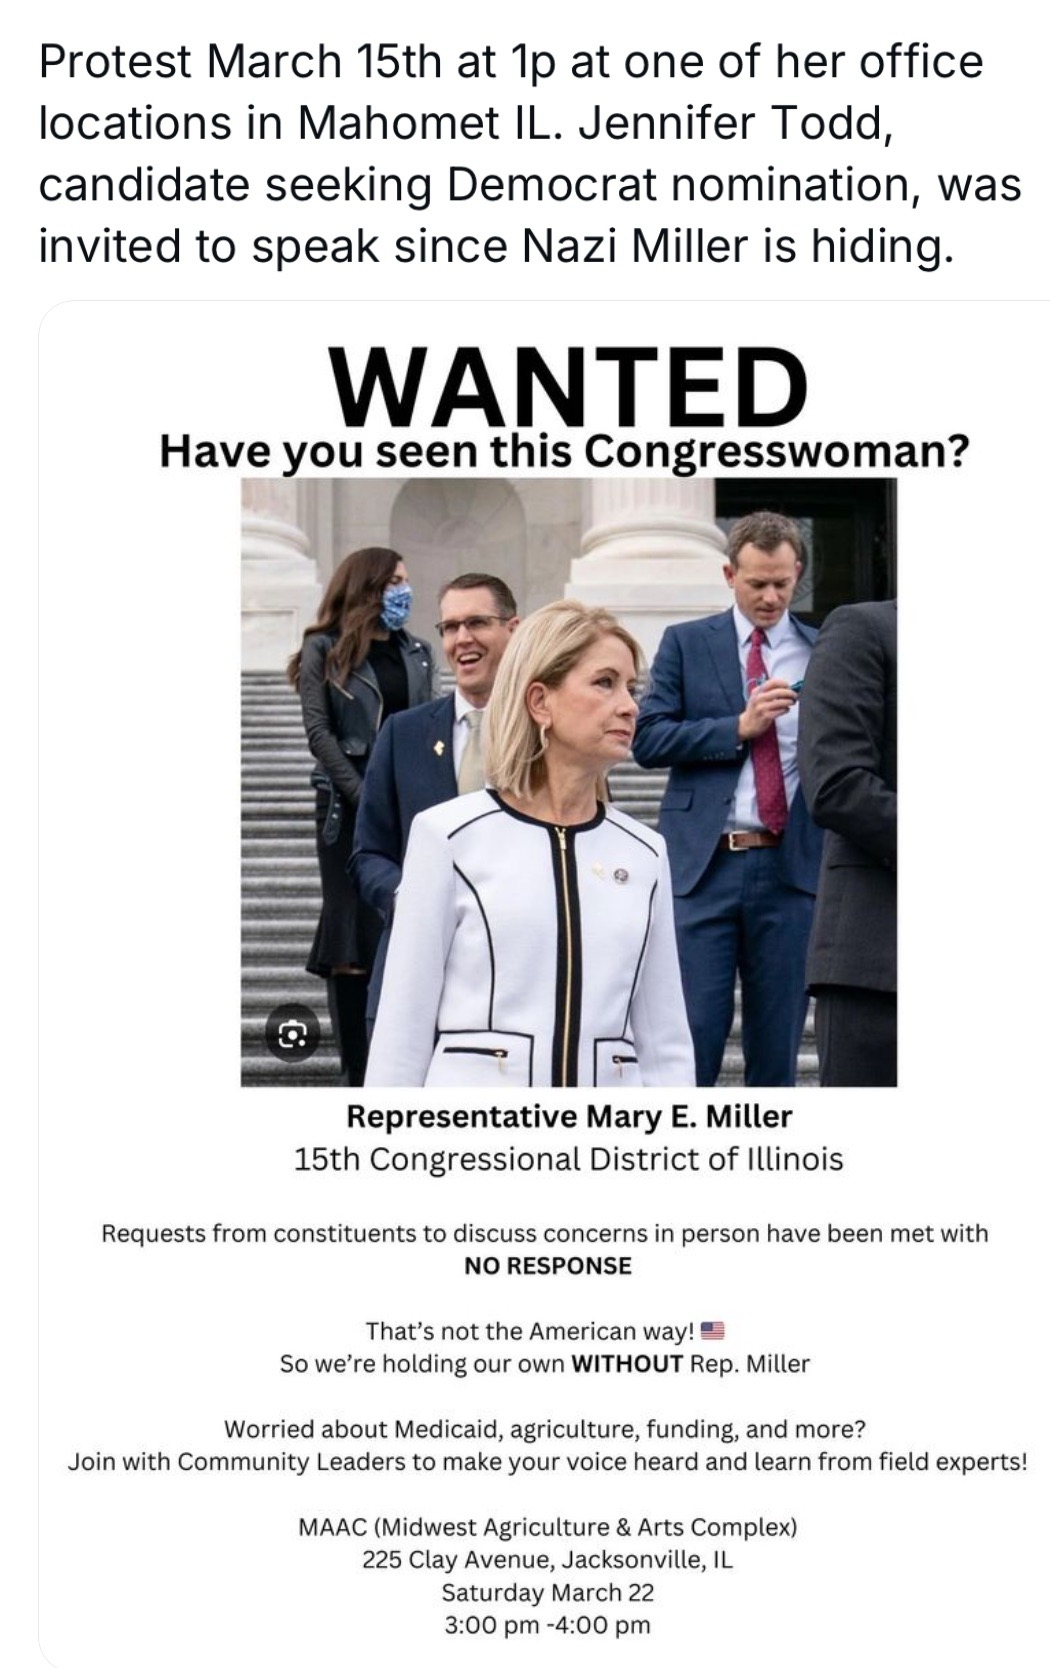 Protest March 15th at 1p at one of her office
locations in Mahomet IL. Jennifer Todd,
candidate seeking Democrat nomination, was
invited to speak since Nazi Miller is hiding.
WANTED
Have you seen this Congresswoman?
Representative Mary E. Miller
15th Congressional District of Illinois
Requests from constituents to discuss concerns in person have been met with
NO RESPONSE
That's not the American way! 🇺🇸
So we're holding our own WITHOUT Rep. Miller
Worried about Medicaid, agriculture, funding, and more?
Join with Community Leaders to make your voice heard and learn from field experts!
MAAC (Midwest Agriculture & Arts Complex)
225 Clay Avenue, Jacksonville, IL
Saturday March 22
3:00 pm -4:00 pm